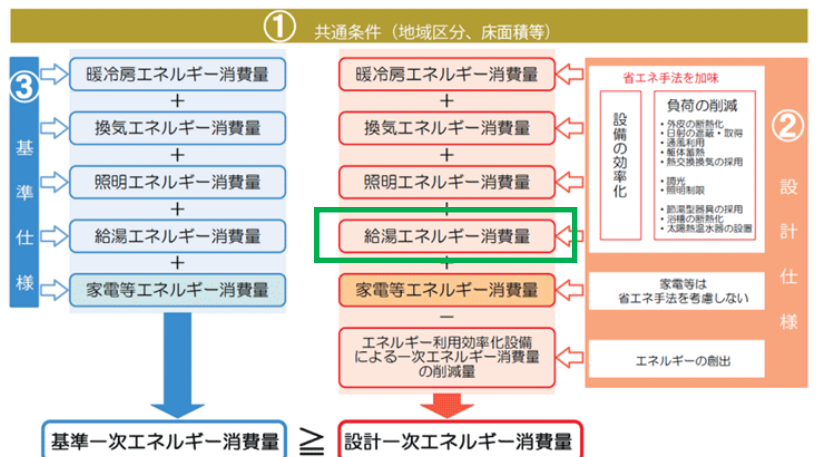 ① 共通条件（地域区分、床面積等）
③
基準仕様
暖冷房エネルギー消費量
＋
換気エネルギー消費量
＋
照明エネルギー消費量
＋
給湯エネルギー消費量
＋
家電等エネルギー消費量
基準一次エネルギー消費量
≧
暖冷房エネルギー消費量
＋
換気エネルギー消費量
＋
照明エネルギー消費量
＋
給湯エネルギー消費量
＋
家電等エネルギー消費量
－
エネルギー利用効率化設備
による一次エネルギー消費量
の削減量
設計一次エネルギー消費量
省エネ手法を加味
設備の効率化
負荷の削減
・外皮の断熱化
・日射の遮蔽・取得
・通風利用
・躯体蓄熱
・熱交換換気の採用
・調光
・照明制限
・節湯型器具の採用
・浴槽の断熱化
・太陽熱温水器の設置
家電等は
省エネ手法を考慮しない
エネルギーの創出
②
設計仕様